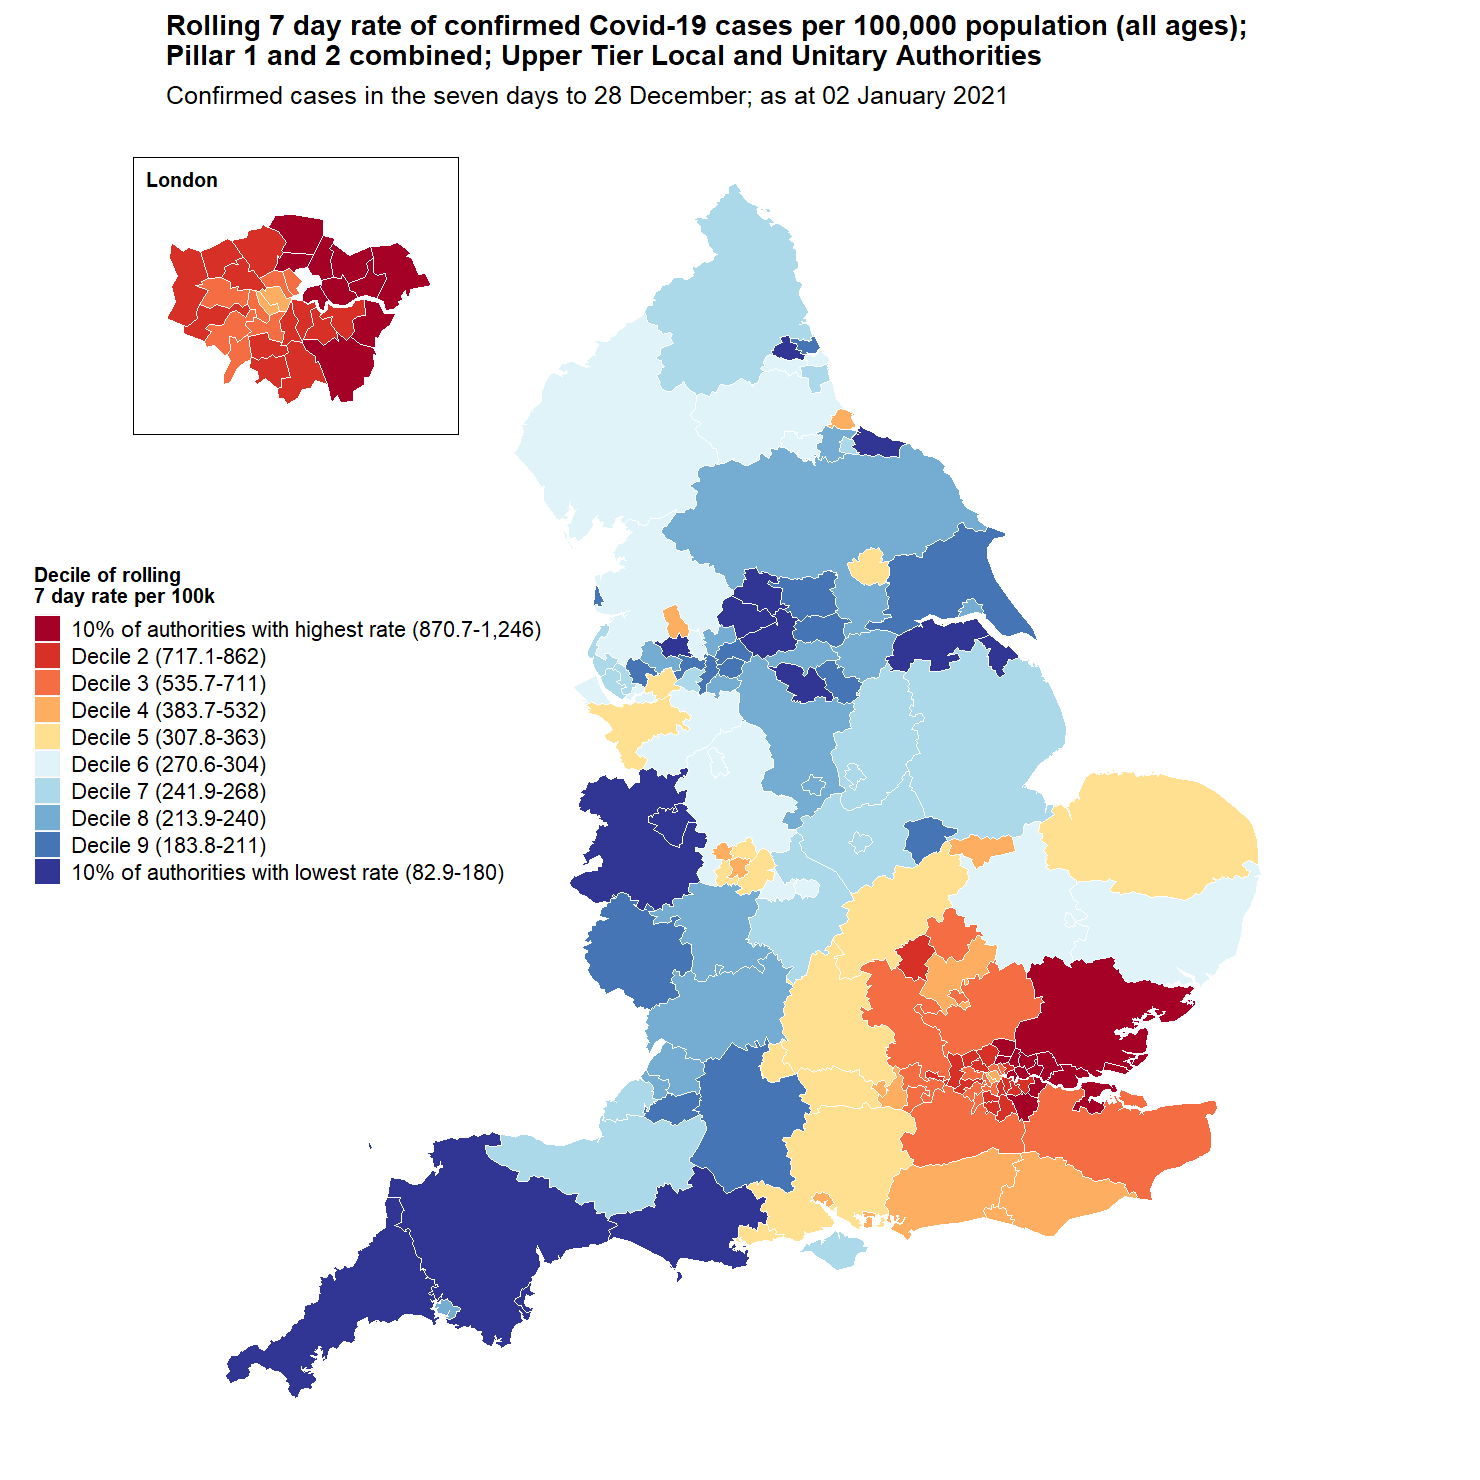 Rolling 7 day rate of confirmed Covid-19 cases per 100,000 population (all ages);
Pillar 1 and 2 combined; Upper Tier Local and Unitary Authorities
Confirmed cases in the seven days to 28 December; as at 02 January 2021
London
Decile of rolling
7 day rate per 100k
10% of authorities with highest rate (870.7-1,246)
Decile 2 (717.1-862)
Decile 3 (535.7-711)
Decile 4 (383.7-532)
Decile 5 (307.8-363)
Decile 6 (270.6-304)
Decile 7 (241.9-268)
Decile 8 (213.9-240)
Decile 9 (183.8-211)
10% of authorities with lowest rate (82.9-180)